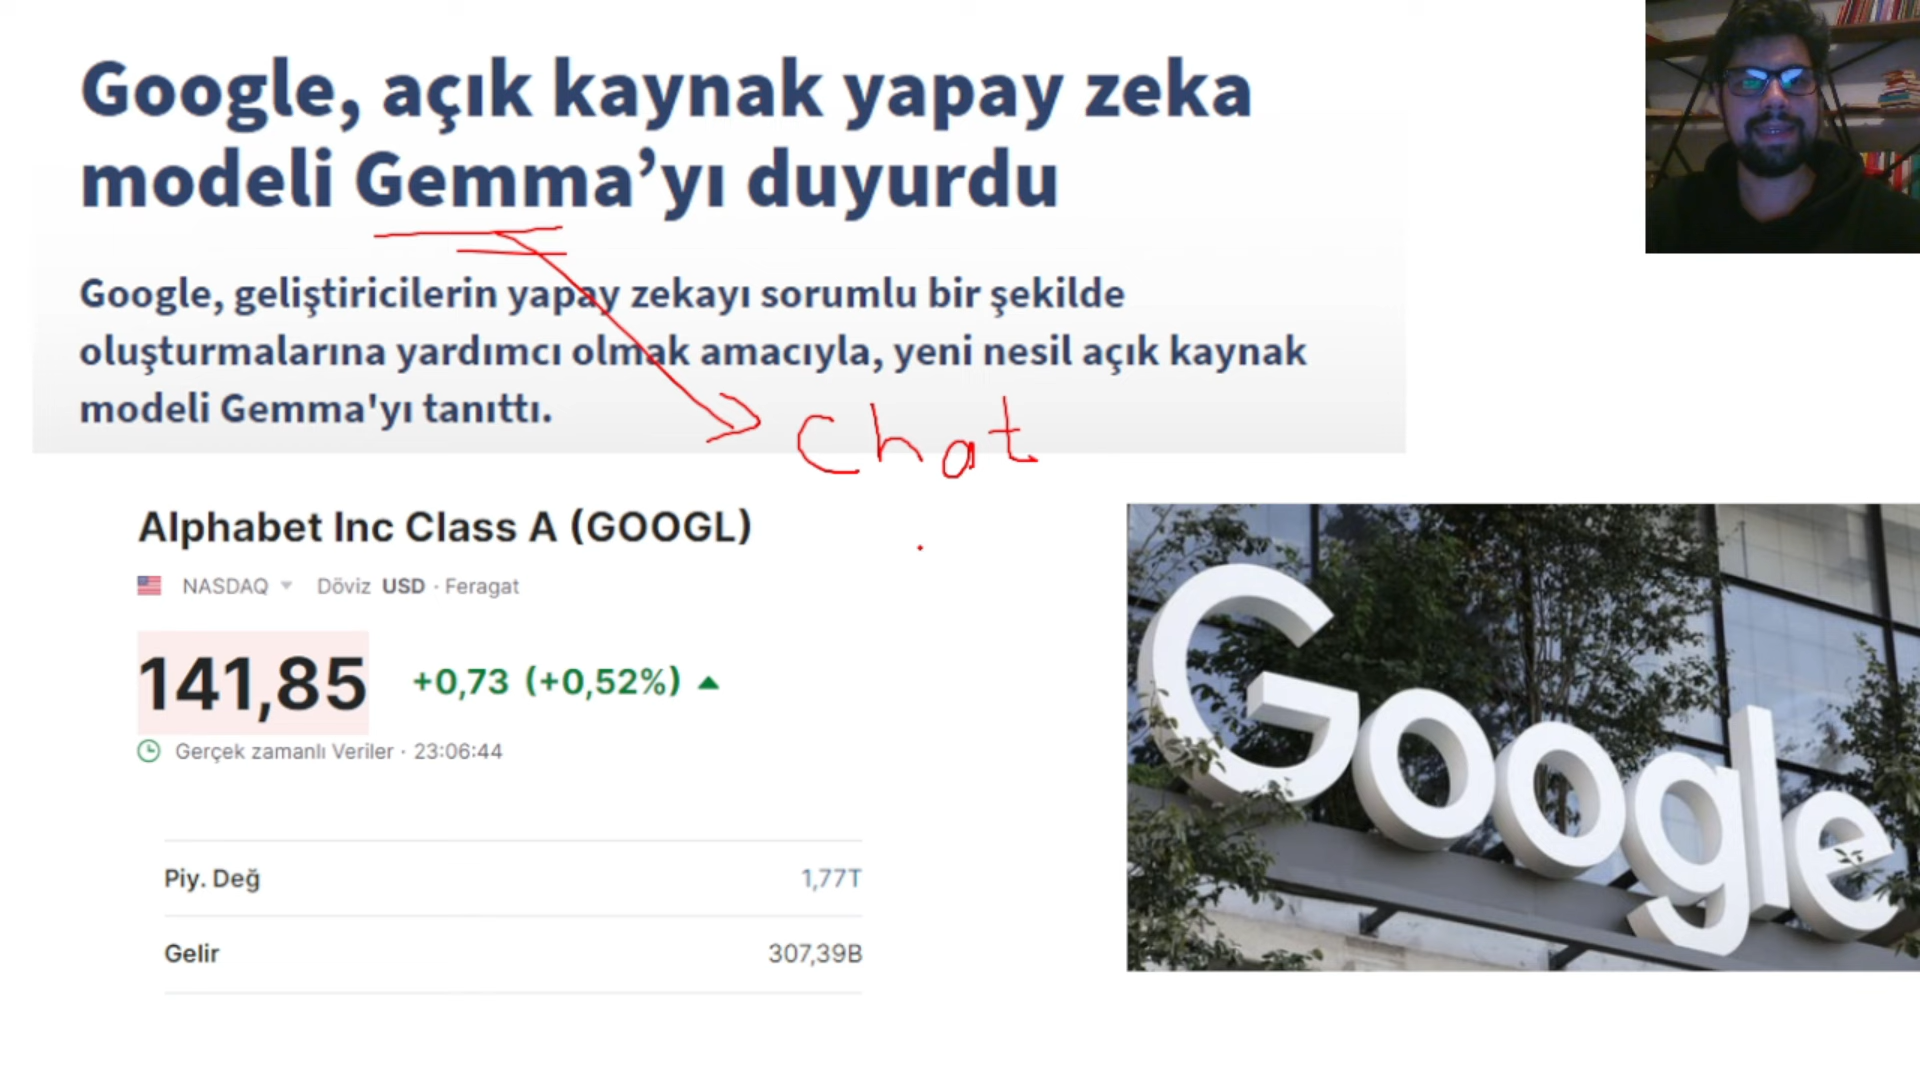 Google, açık kaynak yapay zeka
modeli Gemma’yı duyurdu
Google, geliştiricilerin yapay zekayı sorumlu bir şekilde
oluşturmalarına yardımcı olmak amacıyla, yeni nesil açık kaynak
modeli Gemma'yı tanıttı.
Chat
Alphabet Inc Class A (GOOGL)
NASDAQ Döviz USD · Feragat
141,85 +0,73 (+0,52%)
Gerçek zamanlı Veriler · 23:06:44
Piy. Değ 1,77T
Gelir 307,39B
Google